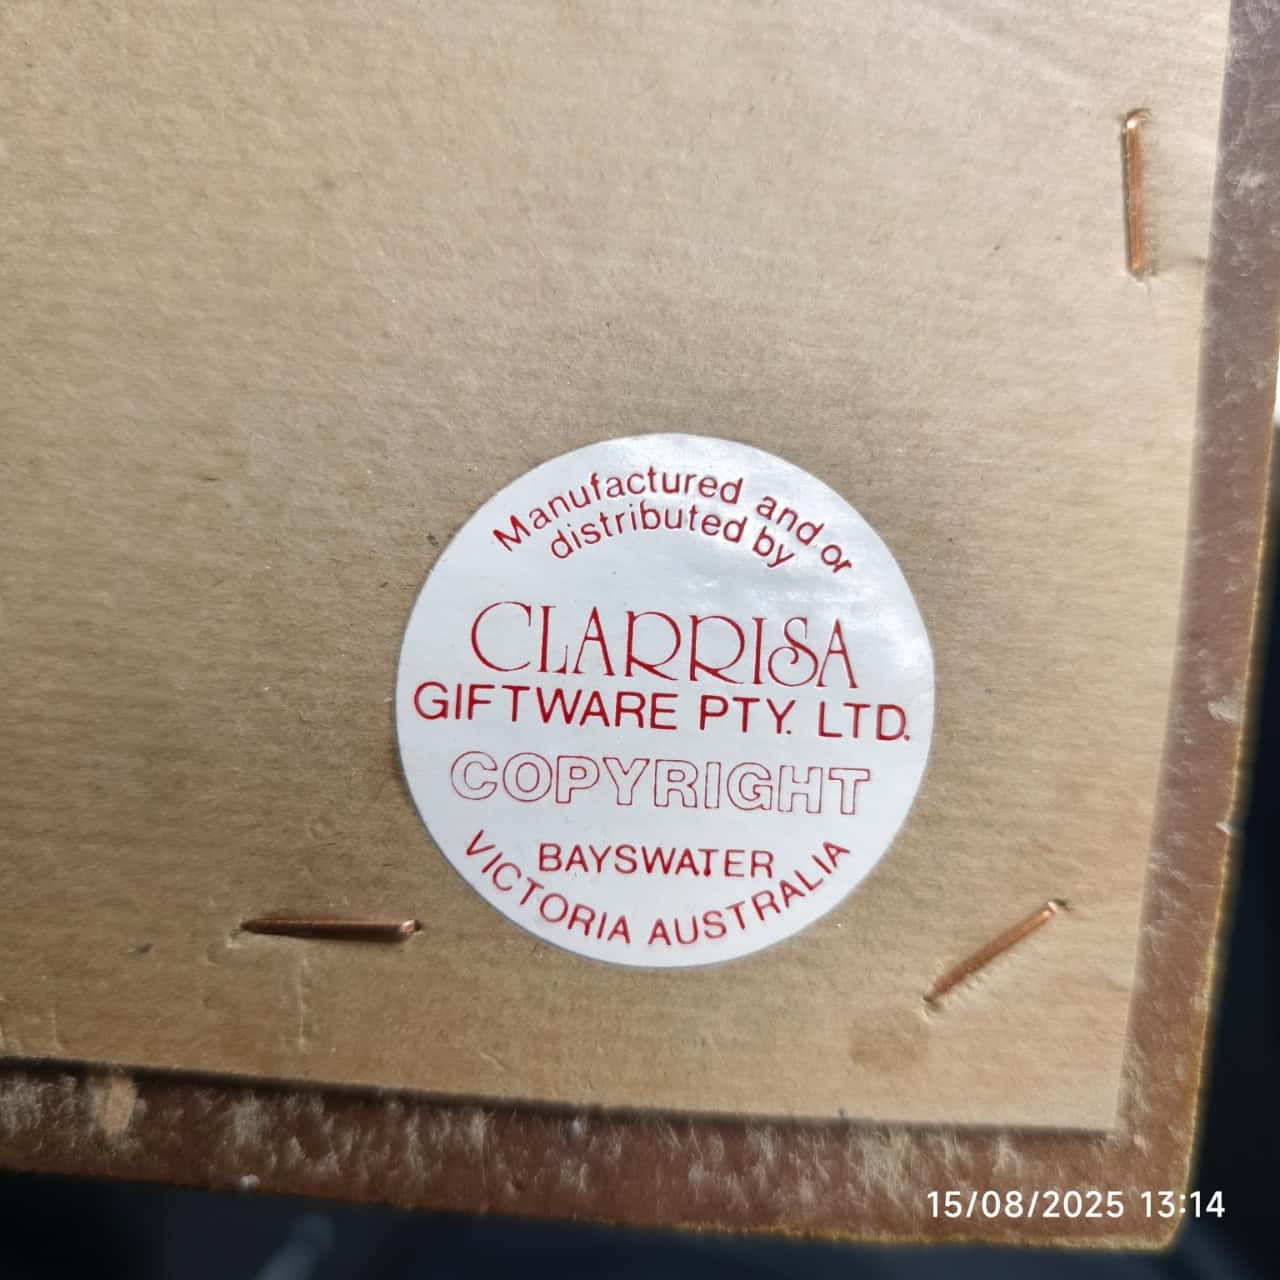 Manufactured and/or
distributed by
CLARRISA
GIFTWARE PTY. LTD.
COPYRIGHT
BAYSWATER
VICTORIA AUSTRALIA
15/08/2025 13:14